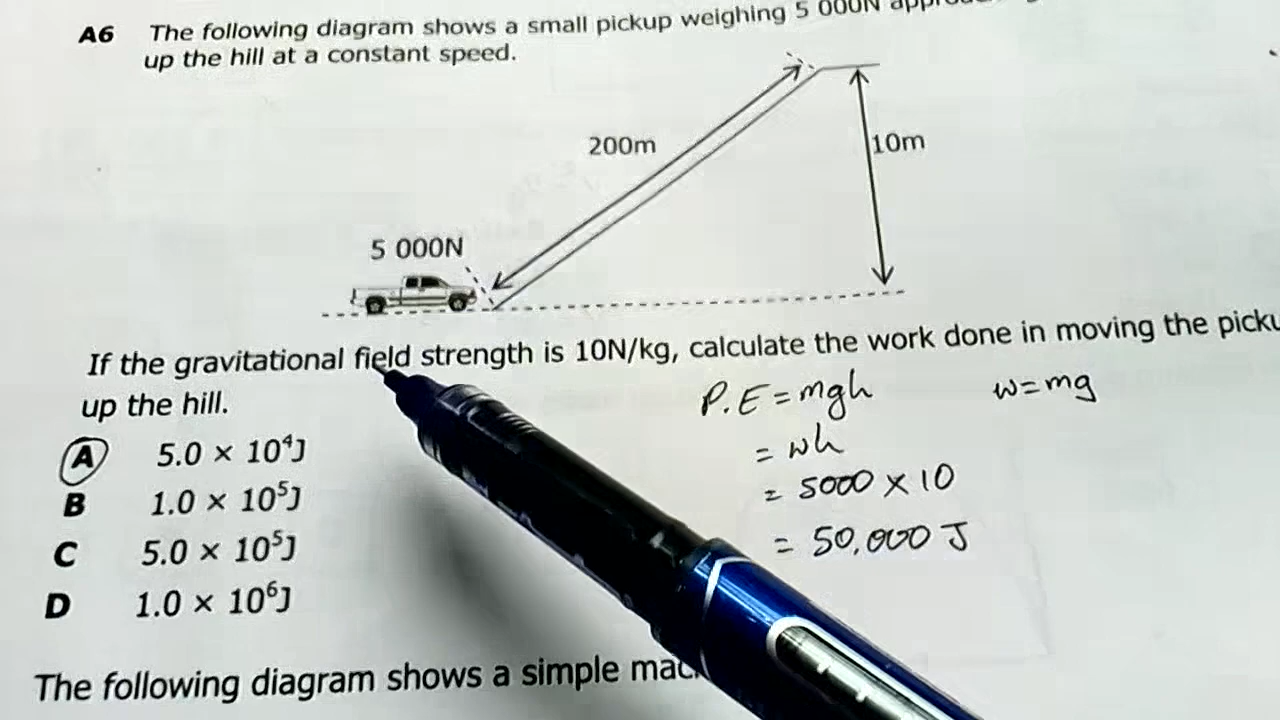 A6 The following diagram shows a small pickup weighing 5 000N
up the hill at a constant speed.
200m
10m
5 000N
If the gravitational field strength is 10N/kg, calculate the work done in moving the picku
up the hill.
P.E = mgh
w = mg
= wh
= 5000 × 10
= 50,000 J
A 5.0 × 10⁴J
B 1.0 × 10⁵J
C 5.0 × 10⁵J
D 1.0 × 10⁶J
The following diagram shows a simple mac